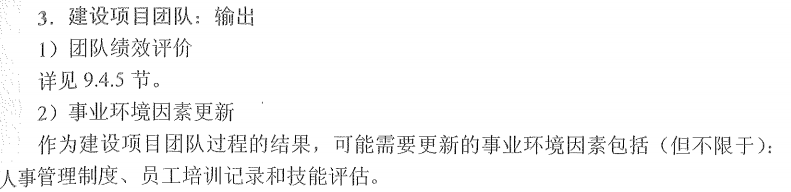 3．建设项目团队：输出
1）团队绩效评价
详见 9.4.5 节。
2）事业环境因素更新
作为建设项目团队过程的结果，可能需要更新的事业环境因素包括（但不限于）：
人事管理制度、员工培训记录和技能评估。